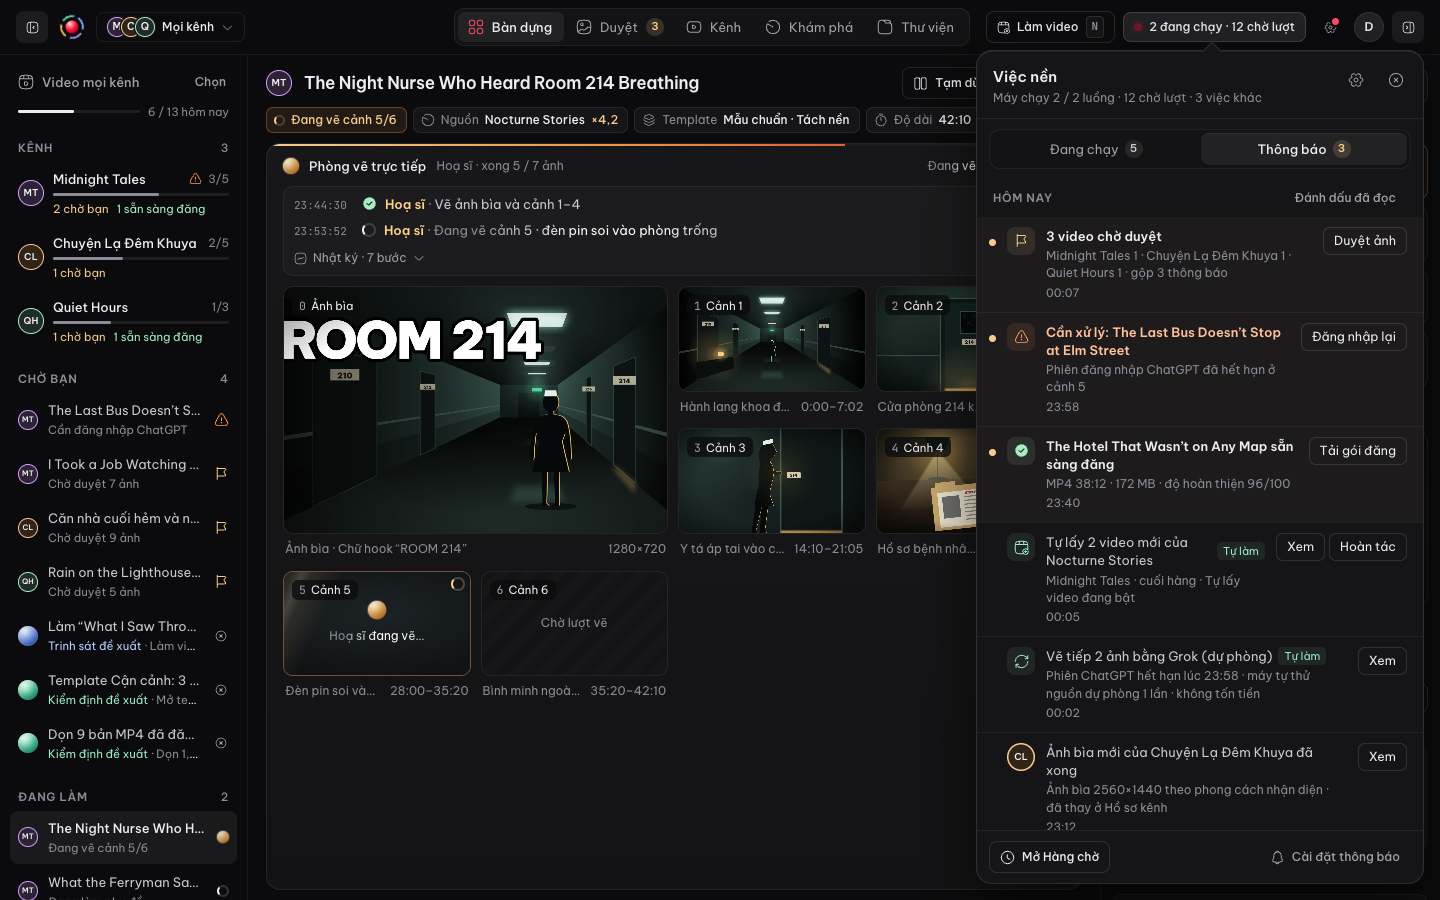 Mọi kênh
Bàn dựng
Duyệt 3
Kênh
Khám phá
Thư viện
Làm video N
2 đang chạy · 12 chờ lượt
D
Video mọi kênh
Chọn
6 / 13 hôm nay
KÊNH 3
MT Midnight Tales 3/5
2 chờ bạn 1 sẵn sàng đăng
CL Chuyện Lạ Đêm Khuya 2/5
1 chờ bạn
QH Quiet Hours 1/3
1 chờ bạn 1 sẵn sàng đăng
CHỜ BẠN 4
MT The Last Bus Doesn’t S...
Cần đăng nhập ChatGPT
MT I Took a Job Watching ...
Chờ duyệt 7 ảnh
CL Căn nhà cuối hẻm và n...
Chờ duyệt 9 ảnh
QH Rain on the Lighthouse...
Chờ duyệt 5 ảnh
Làm “What I Saw Thro...
Trinh sát đề xuất · Làm vi...
Template Cận cảnh: 3 ...
Kiểm định đề xuất · Mở te...
Dọn 9 bản MP4 đã đă...
Kiểm định đề xuất · Dọn 1,...
ĐANG LÀM 2
MT The Night Nurse Who H...
Đang vẽ cảnh 5/6
MT What the Ferryman Sa...
MT The Night Nurse Who Heard Room 214 Breathing
Đang vẽ cảnh 5/6
Nguồn Nocturne Stories ×4,2
Template Mẫu chuẩn · Tách nền
Độ dài 42:10
Phòng vẽ trực tiếp Hoạ sĩ · xong 5 / 7 ảnh
23:44:30 Hoạ sĩ · Vẽ ảnh bìa và cảnh 1–4
23:53:52 Hoạ sĩ · Đang vẽ cảnh 5 · đèn pin soi vào phòng trống
Nhật ký · 7 bước
0 Ảnh bìa
ROOM 214
210
214
Ảnh bìa · Chữ hook “ROOM 214” 1280×720
1 Cảnh 1
Hành lang khoa đ... 0:00–7:02
2 Cảnh 2
214
Cửa phòng 214 k
3 Cảnh 3
Y tá áp tai vào c... 14:10–21:05
4 Cảnh 4
Hồ sơ bệnh nhâ
5 Cảnh 5
Hoạ sĩ đang vẽ...
Đèn pin soi và... 28:00–35:20
6 Cảnh 6
Chờ lượt vẽ
Bình minh ngoà... 35:20–42:10
Việc nền
Máy chạy 2 / 2 luồng · 12 chờ lượt · 3 việc khác
Đang chạy 5
Thông báo 3
HÔM NAY
Đánh dấu đã đọc
3 video chờ duyệt
Midnight Tales 1 · Chuyện Lạ Đêm Khuya 1 ·
Quiet Hours 1 · gộp 3 thông báo
00:07
Duyệt ảnh
Cần xử lý: The Last Bus Doesn’t Stop
at Elm Street
Phiên đăng nhập ChatGPT đã hết hạn ở
cảnh 5
23:58
Đăng nhập lại
The Hotel That Wasn’t on Any Map sẵn
sàng đăng
MP4 38:12 · 172 MB · độ hoàn thiện 96/100
23:40
Tải gói đăng
Tự lấy 2 video mới của
Nocturne Stories
Tự làm
Midnight Tales · cuối hàng · Tự lấy
video đang bật
00:05
Xem
Hoàn tác
Vẽ tiếp 2 ảnh bằng Grok (dự phòng) Tự làm
Phiên ChatGPT hết hạn lúc 23:58 · máy tự thử
nguồn dự phòng 1 lần · không tốn tiền
00:02
Xem
CL Ảnh bìa mới của Chuyện Lạ Đêm Khuya đã
xong
Ảnh bìa 2560×1440 theo phong cách nhận diện ·
đã thay ở Hồ sơ kênh
23:12
Xem
Mở Hàng chờ
Cài đặt thông báo